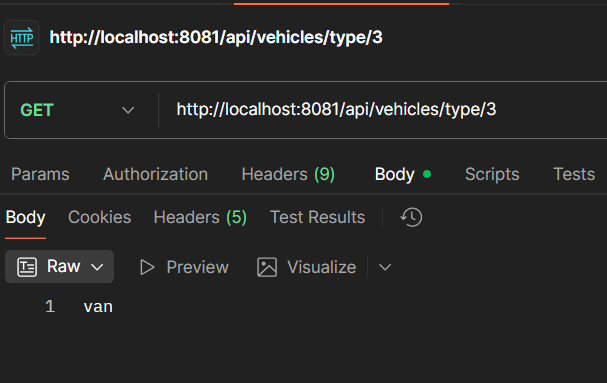 HTTP http://localhost:8081/api/vehicles/type/3
GET http://localhost:8081/api/vehicles/type/3
Params Authorization Headers (9) Body Scripts Tests
Body Cookies Headers (5) Test Results
Raw Preview Visualize
1 van